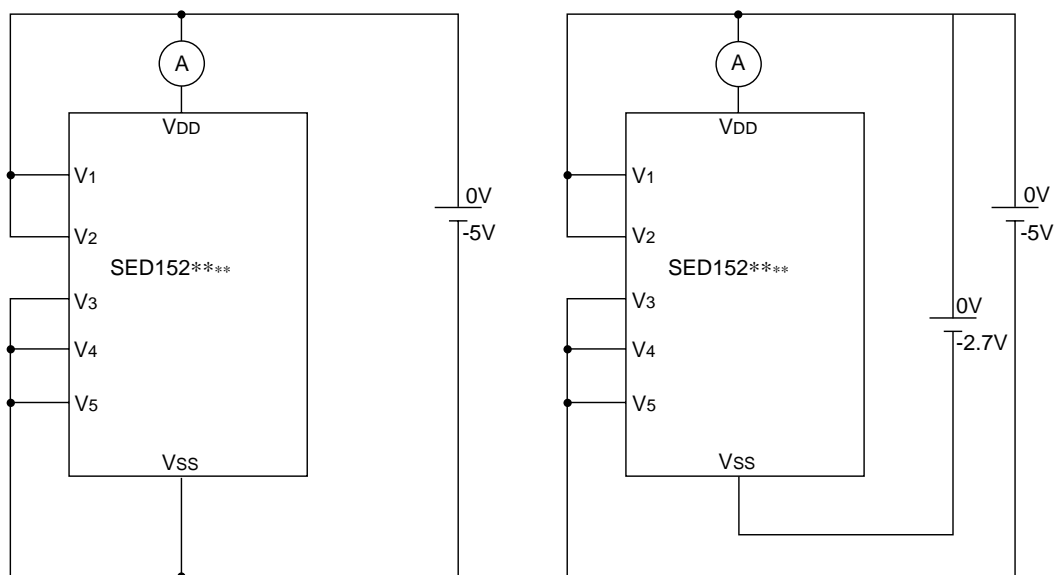 A
VDD
V1
0V
-5V
V2
SED152****
V3
V4
V5
VSS
A
VDD
V1
0V
-5V
V2
SED152****
V3
0V
-2.7V
V4
V5
VSS